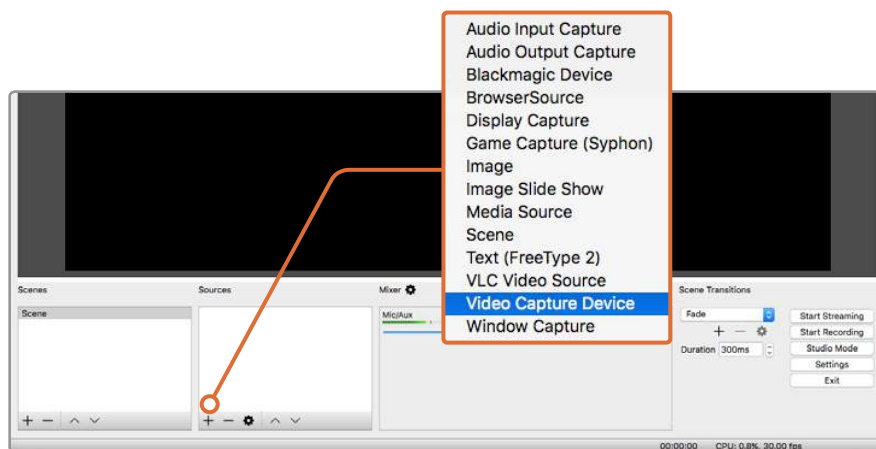 Audio Input Capture
Audio Output Capture
Blackmagic Device
BrowserSource
Display Capture
Game Capture (Syphon)
Image
Image Slide Show
Media Source
Scene
Text (FreeType 2)
VLC Video Source
Video Capture Device
Window Capture
Scenes
Scene
Sources
Mixer
Mic/Aux
Scene Transitions
Fade
Duration 300ms
Start Streaming
Start Recording
Studio Mode
Settings
Exit
00:00:00 CPU: 0.8%, 30.00 fps